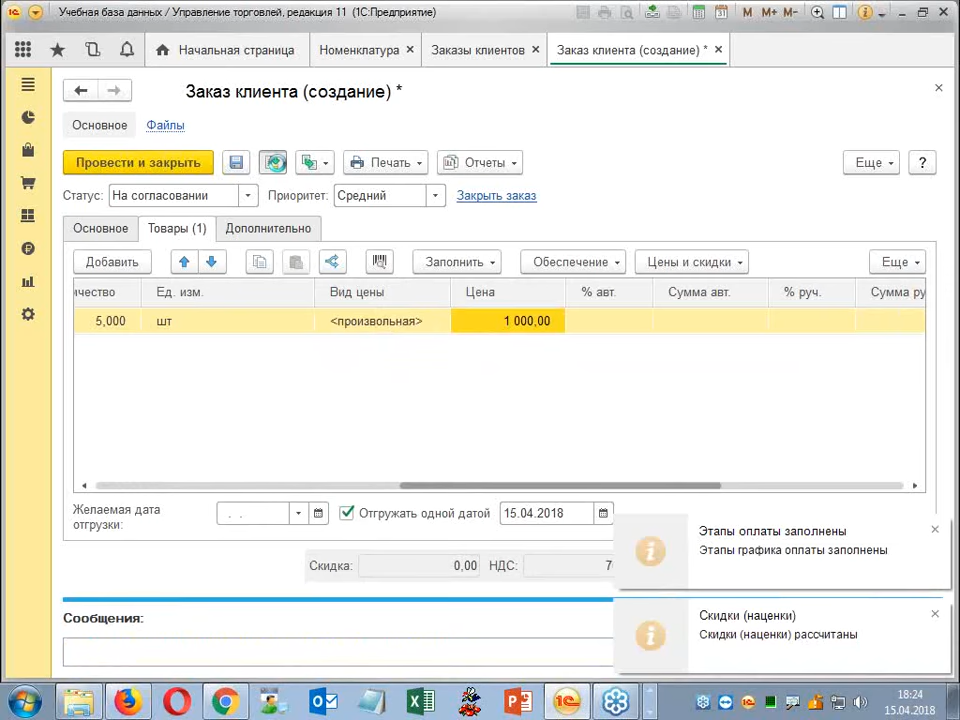 Учебная база данных / Управление торговлей, редакция 11 (1С:Предприятие)
M M+ M-
Начальная страница
Номенклатура
Заказы клиентов
Заказ клиента (создание) *
Заказ клиента (создание) *
Основное
Файлы
Провести и закрыть
Печать
Отчеты
Еще
?
Статус:
На согласовании
Приоритет:
Средний
Закрыть заказ
Основное
Товары (1)
Дополнительно
Добавить
Заполнить
Обеспечение
Цены и скидки
Еще
ичество
Ед. изм.
Вид цены
Цена
% авт.
Сумма авт.
% руч.
Сумма ру
5,000
шт
<произвольная>
1 000,00
Желаемая дата
отгрузки:
. .
Отгружать одной датой
15.04.2018
Этапы оплаты заполнены
Этапы графика оплаты заполнены
Скидка:
0,00
НДС:
Сообщения:
Скидки (наценки)
Скидки (наценки) рассчитаны
18:24
15.04.2018